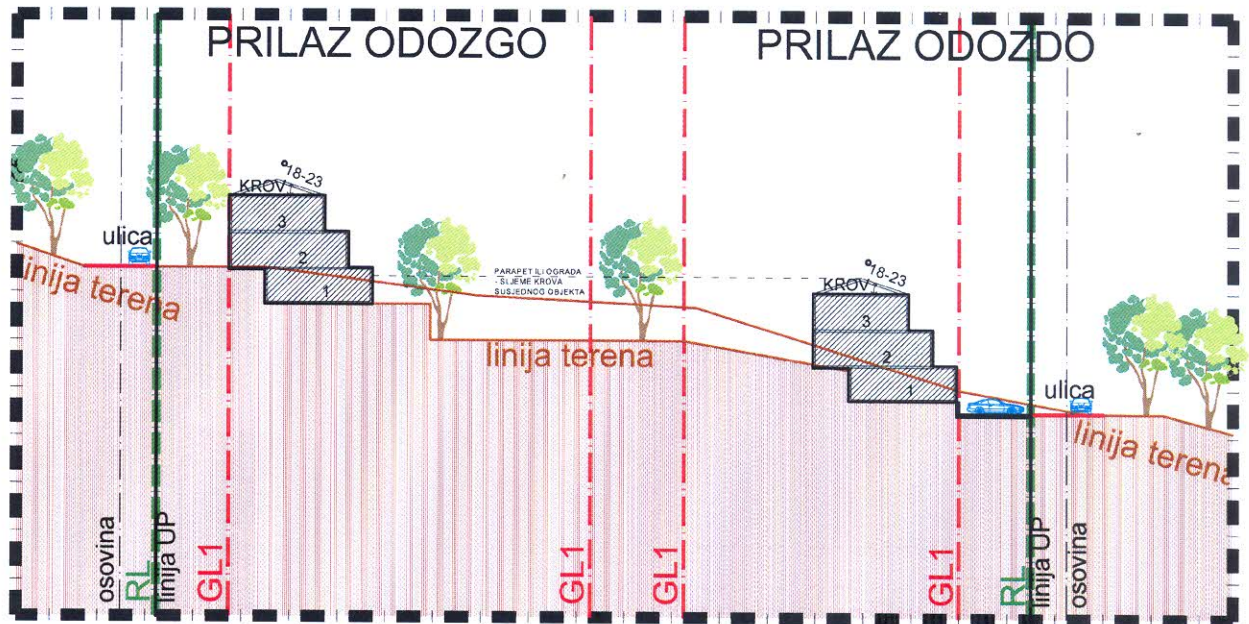 PRILAZ ODOZGO
PRILAZ ODOZDO
°18-23
KROV
3
2
1
ulica
linija terena
PARAPET ILI OGRADA
- SLJEME KROVA
SUSJEDNOG OBJEKTA
linija terena
°18-23
KROV
3
2
1
ulica
linija terena
osovina
RL
linija UP
GL1
GL1
GL1
GL1
RL
linija UP
osovina